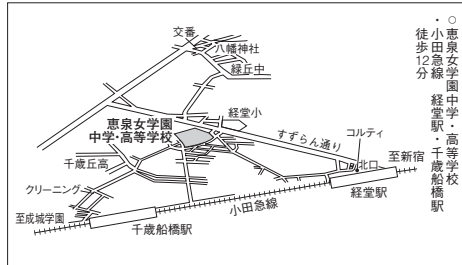 ○恵泉女学園中学・高等学校
・小田急線 経堂駅・千歳船橋駅
徒歩12分
交番
八幡神社
緑丘中
経堂小
恵泉女学園
中学・高等学校
すずらん通り
コルティ
北口
至新宿
千歳丘高
クリーニング
至成城学園
小田急線
経堂駅
千歳船橋駅